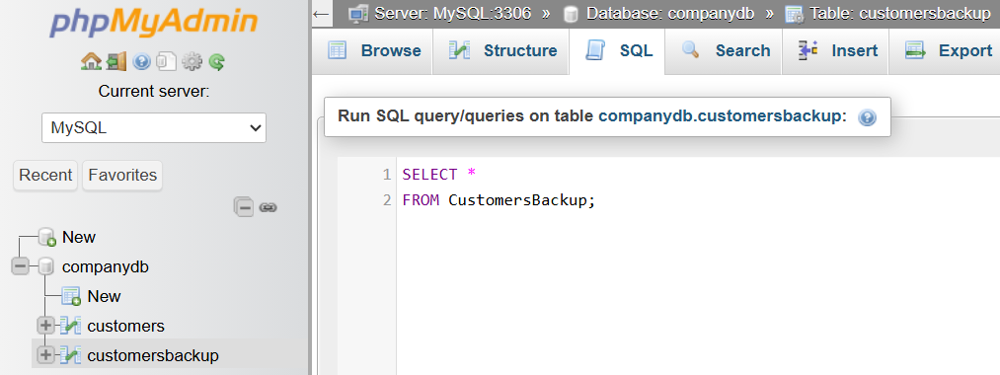 phpMyAdmin
Current server:
MySQL
Recent Favorites
New
companydb
New
customers
customersbackup
← Server: MySQL:3306 » Database: companydb » Table: customersbackup
Browse Structure SQL Search Insert Export
Run SQL query/queries on table companydb.customersbackup:
1 SELECT *
2 FROM CustomersBackup;